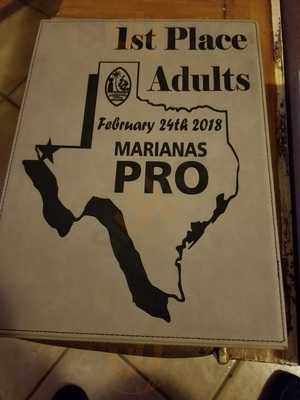 1st Place
Adults
February 24th 2018
MARIANAS
PRO